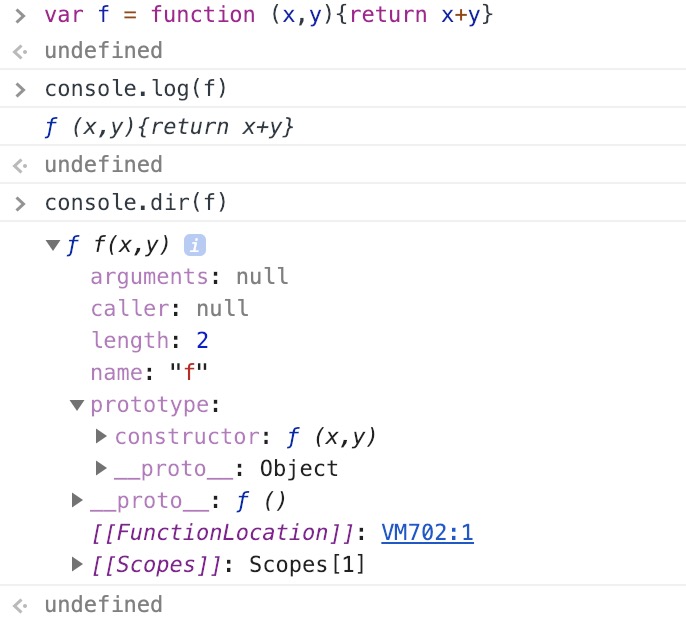 > var f = function (x,y){return x+y}
<· undefined
> console.log(f)
ƒ (x,y){return x+y}
<· undefined
> console.dir(f)
▼ƒ f(x,y) i
arguments: null
caller: null
length: 2
name: "f"
▼prototype:
▶constructor: ƒ (x,y)
▶__proto__: Object
▶__proto__: ƒ ()
[[FunctionLocation]]: VM702:1
▶[[Scopes]]: Scopes[1]
<· undefined